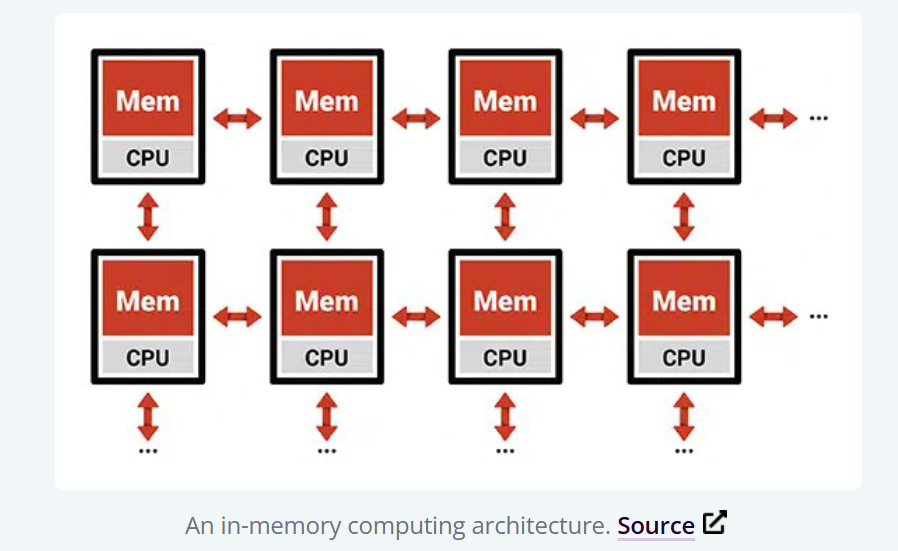 Mem Mem Mem Mem
...
CPU CPU CPU CPU
Mem Mem Mem Mem
...
CPU CPU CPU CPU
... ... ... ...
An in-memory computing architecture. Source